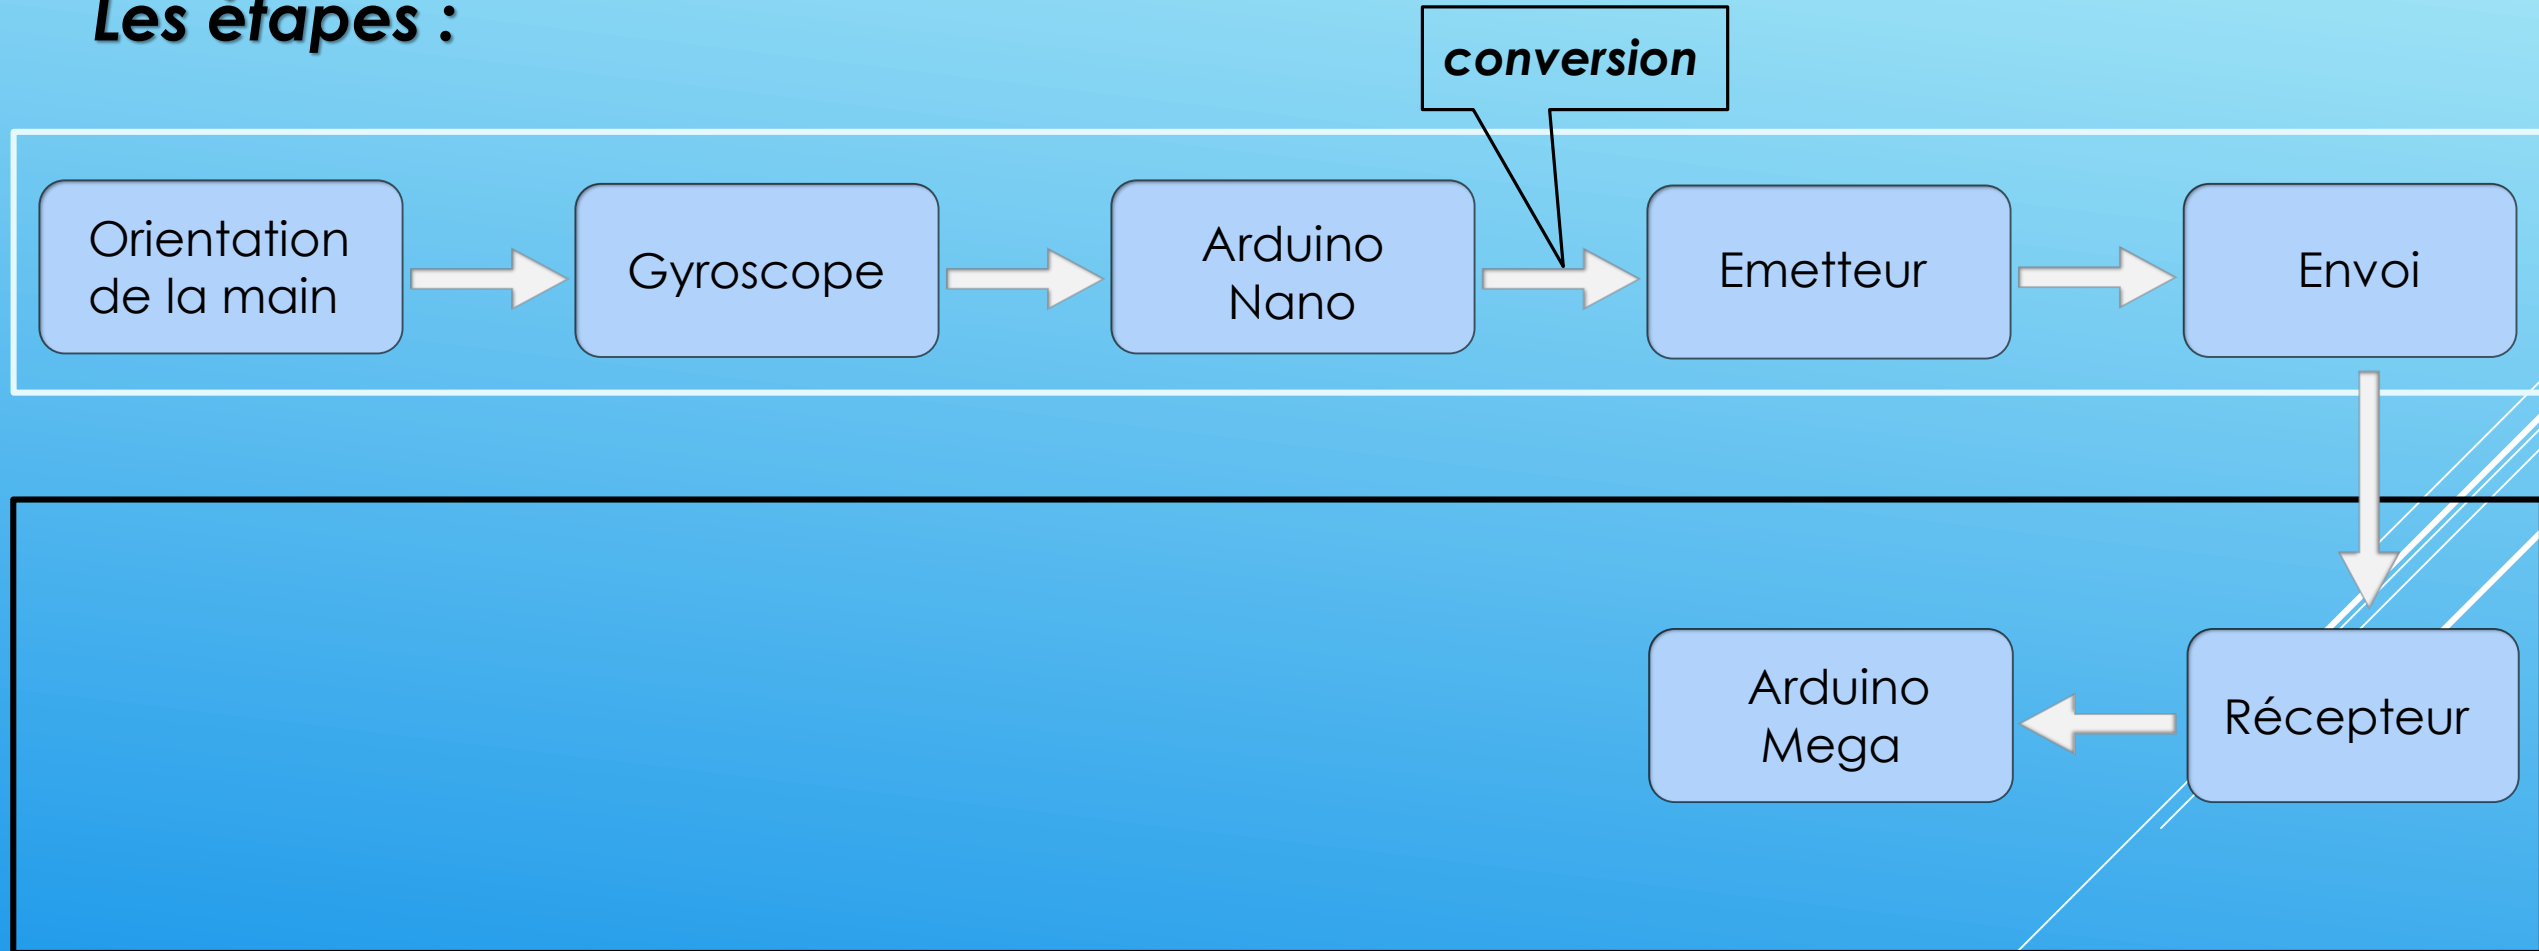 Les étapes :
conversion
Orientation
de la main
Gyroscope
Arduino
Nano
Emetteur
Envoi
Arduino
Mega
Récepteur